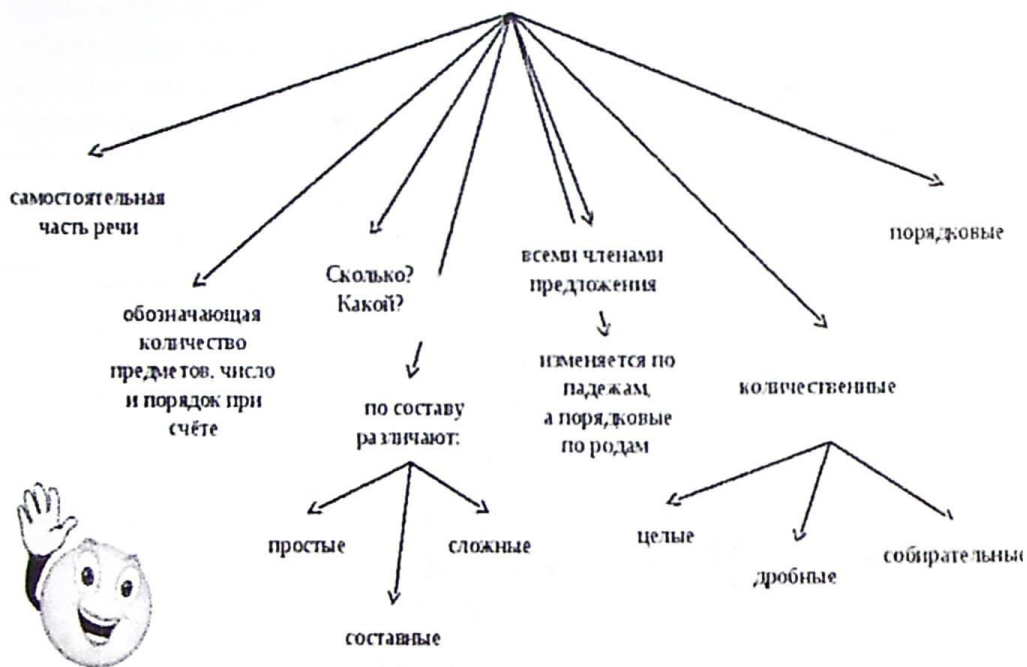 самостоятельная
часть речи
обозначающая
количество
предметов, число
и порядок при
счёте
Сколько?
Какой?
по составу
различают:
простые
сложные
составные
всеми членами
предложения
изменяется по
падежам,
а порядковые
по родам
количественные
целые
дробные
собирательные
порядковые